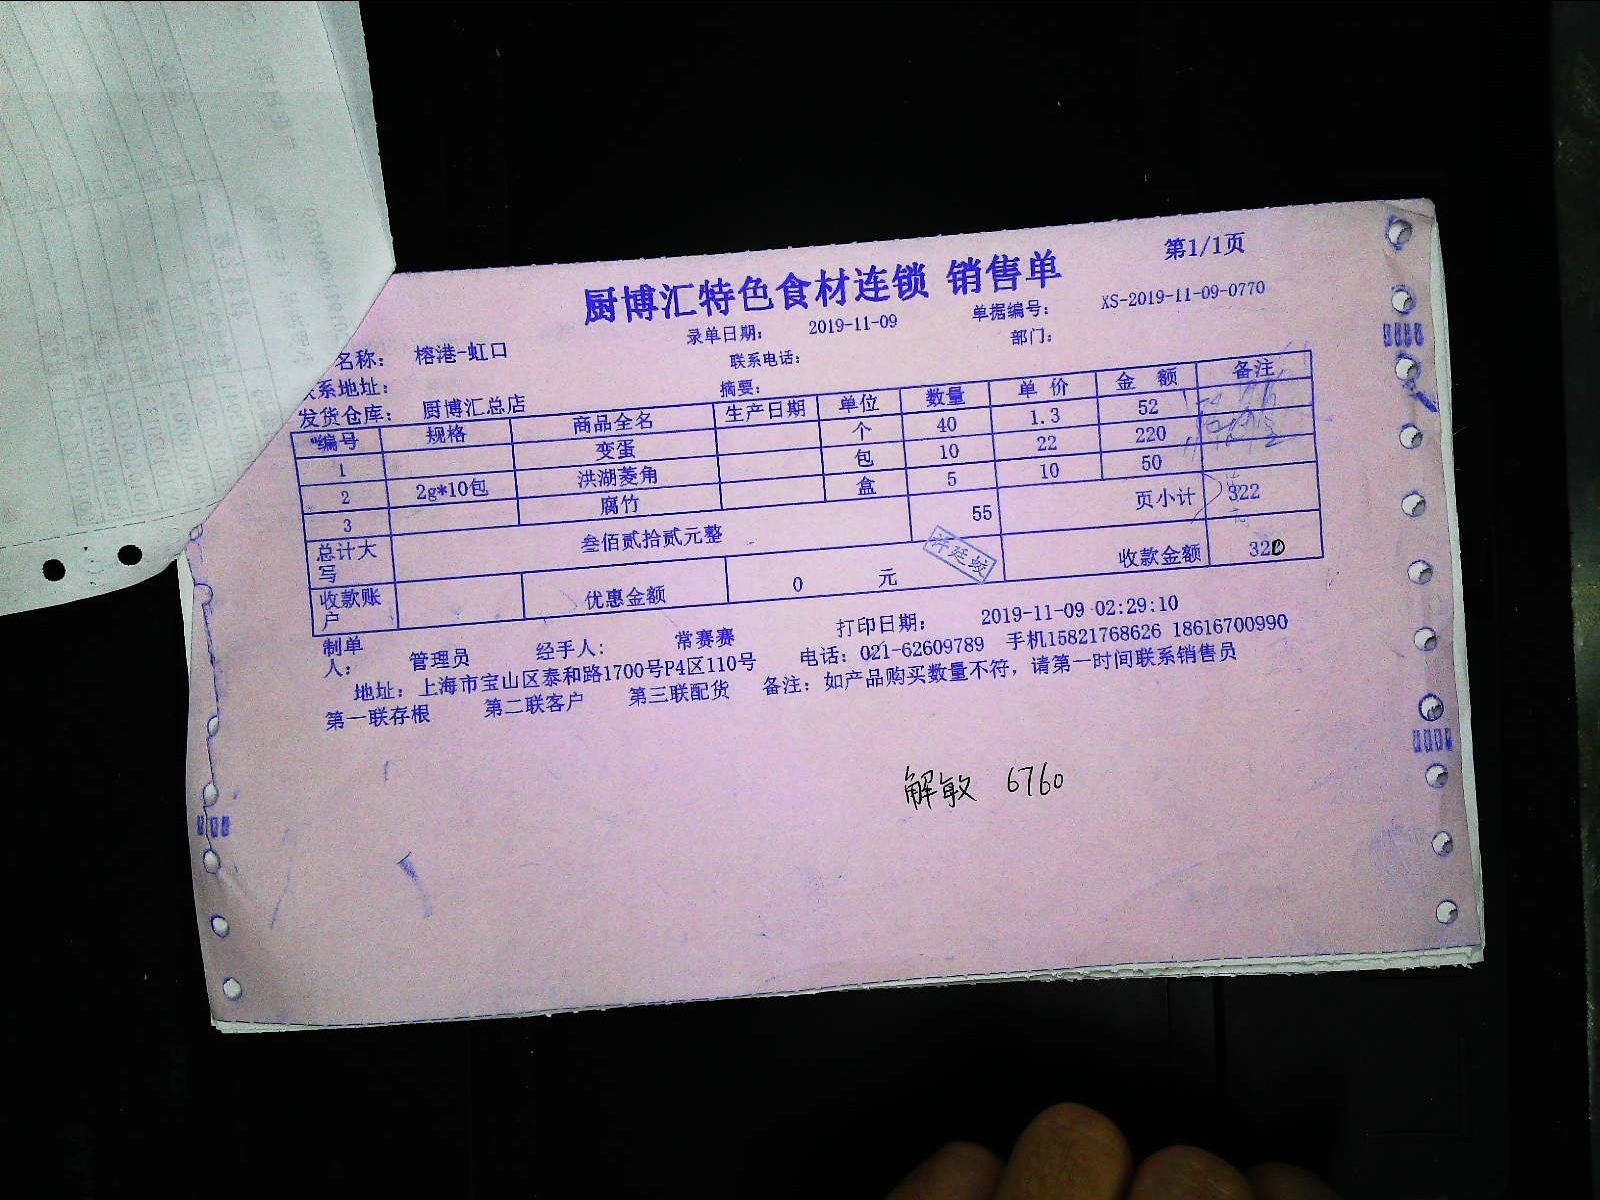 第1/1页
厨博汇特色食材连锁 销售单
录单日期: 2019-11-09 单据编号: XS-2019-11-09-0770
名称: 榕港-虹口 联系电话: 部门:
系地址: 摘要:
发货仓库: 厨博汇总店
编号 规格 商品全名 生产日期 单位 数量 单价 金额 备注
1 变蛋 个 40 1.3 52
2 2g*10包 洪湖菱角 包 10 22 220
3 腐竹 盒 5 10 50
总计大写 叁佰贰拾贰元整 55 页小计 322
收款账户 优惠金额 0 元 收款金额 320
制单人: 管理员 经手人: 常赛赛 打印日期: 2019-11-09 02:29:10
地址: 上海市宝山区泰和路1700号P4区110号 电话: 021-62609789 手机15821768626 18616700990
第一联存根 第二联客户 第三联配货 备注: 如产品购买数量不符, 请第一时间联系销售员
解敏 6760